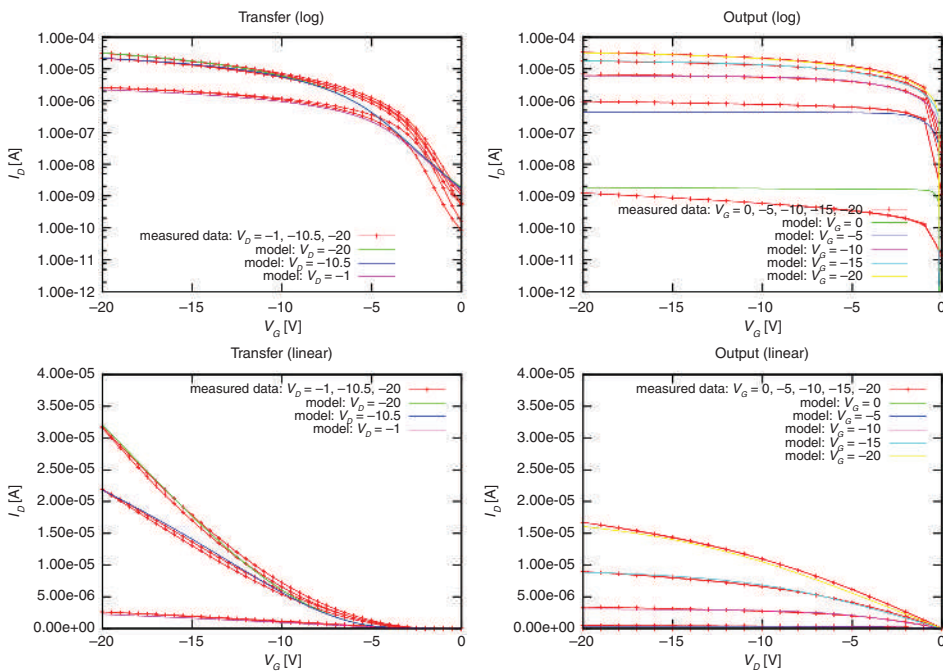 Transfer (log)
1.00e-04
1.00e-05
1.00e-06
1.00e-07
1.00e-08
1.00e-09
1.00e-10
1.00e-11
1.00e-12
I_D [A]
measured data: V_D = −1, −10.5, −20
model: V_D = −20
model: V_D = −10.5
model: V_D = −1
−20 −15 −10 −5 0
V_G [V]
Output (log)
1.00e-04
1.00e-05
1.00e-06
1.00e-07
1.00e-08
1.00e-09
1.00e-10
1.00e-11
1.00e-12
I_D [A]
measured data: V_G = 0, −5, −10, −15, −20
model: V_G = 0
model: V_G = −5
model: V_G = −10
model: V_G = −15
model: V_G = −20
−20 −15 −10 −5 0
V_D [V]
Transfer (linear)
4.00e-05
3.50e-05
3.00e-05
2.50e-05
2.00e-05
1.50e-05
1.00e-05
5.00e-06
0.00e+00
I_D [A]
measured data: V_D = −1, −10.5, -20
model: V_D = −20
model: V_D = −10.5
model: V_D = −1
−20 −15 −10 −5 0
V_G [V]
Output (linear)
4.00e-05
3.50e-05
3.00e-05
2.50e-05
2.00e-05
1.50e-05
1.00e-05
5.00e-06
0.00e+00
I_D [A]
measured data: V_G = 0, −5, −10, −15, −20
model: V_G = 0
model: V_G = −5
model: V_G = −10
model: V_G = −15
model: V_G = −20
−20 −15 −10 −5 0
V_D [V]